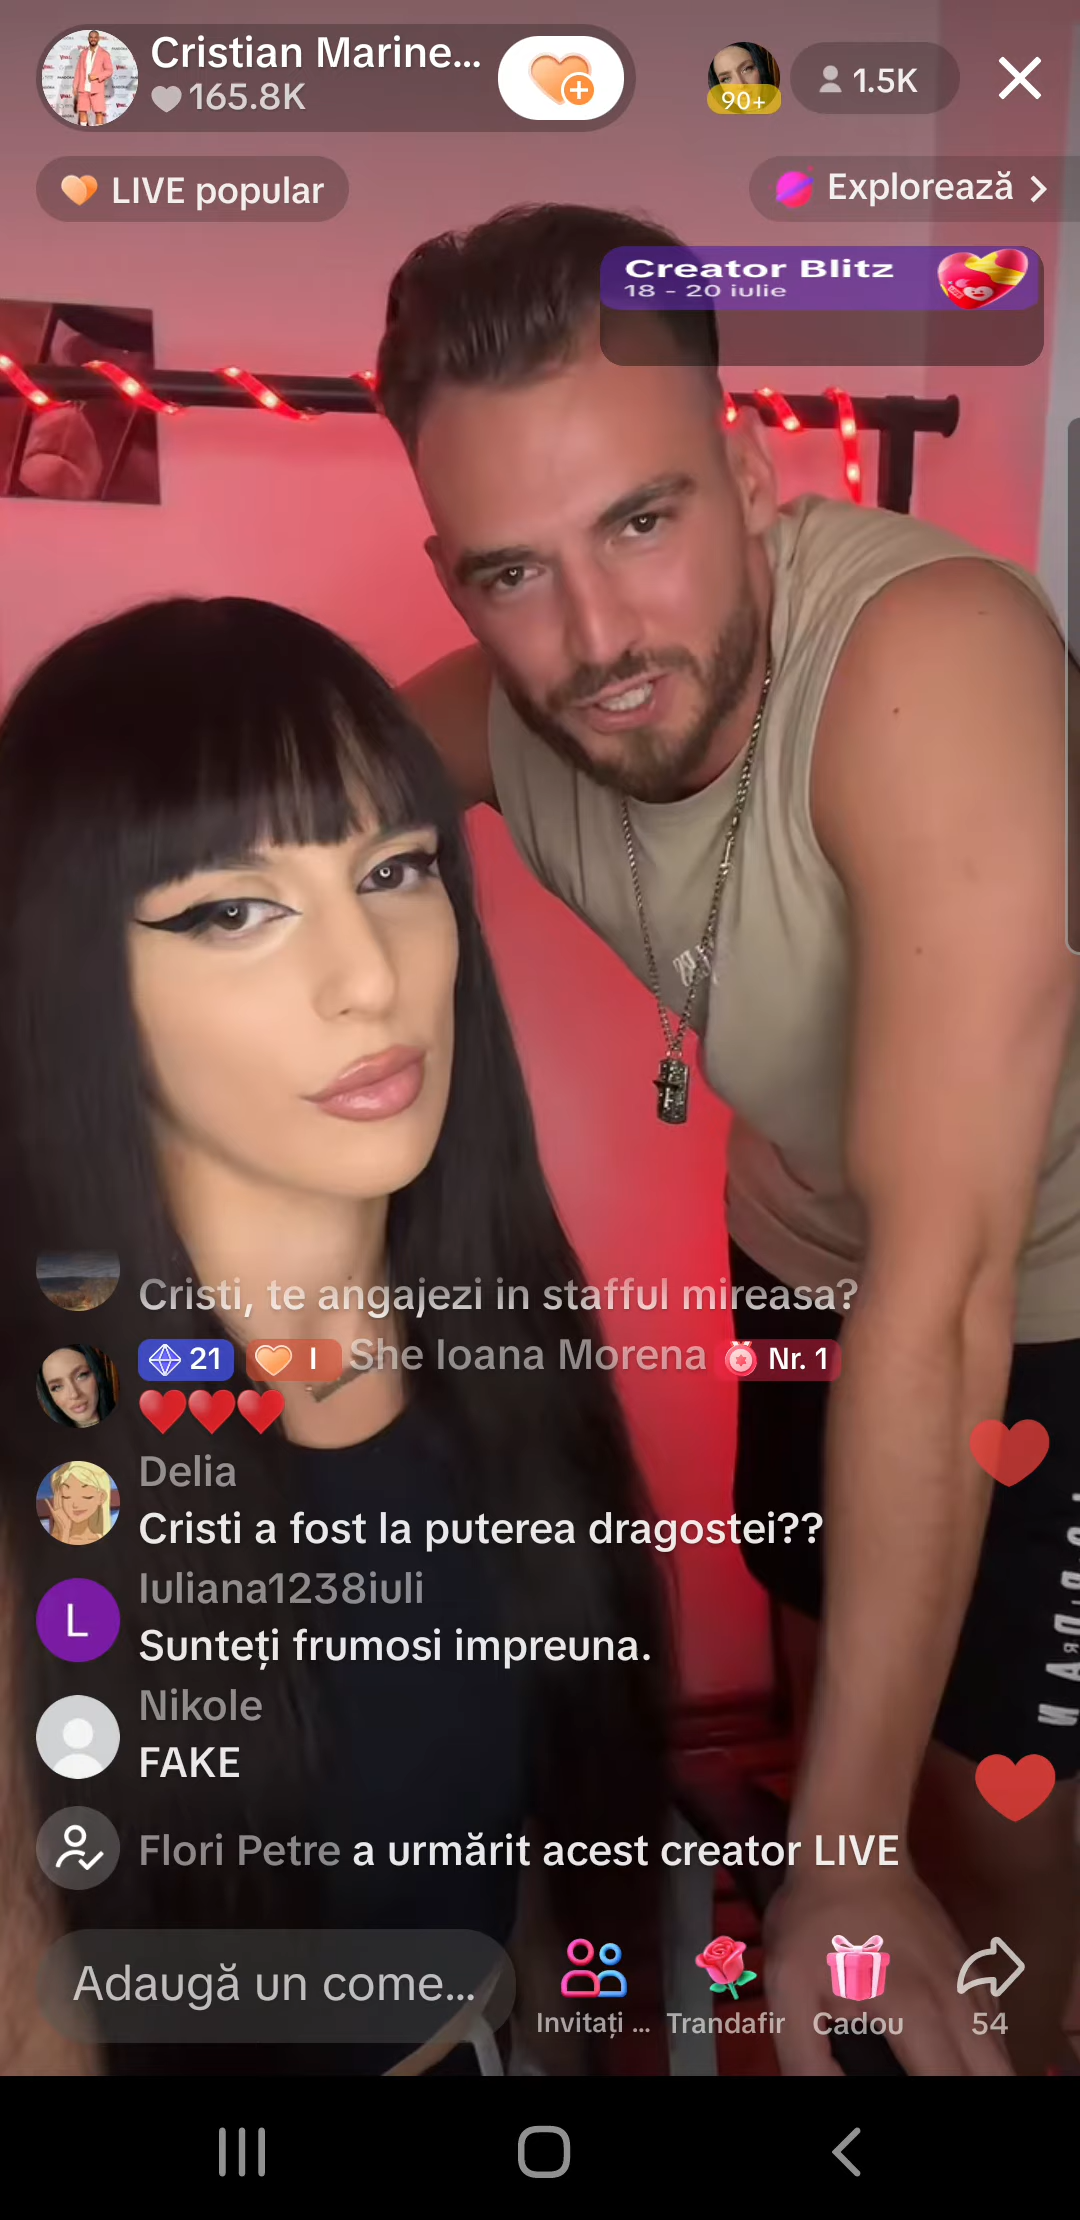 Cristian Marine...
165.8K
90+
1.5K
LIVE popular
Explorează
Creator Blitz
18 - 20 iulie
Cristi, te angajezi in stafful mireasa?
21 I She Ioana Morena Nr. 1
❤️❤️❤️
Delia
Cristi a fost la puterea dragostei??
L
Iuliana1238iuli
Sunteți frumosi impreuna.
Nikole
FAKE
Flori Petre a urmărit acest creator LIVE
Adaugă un come...
Invitați ...
Trandafir
Cadou
54